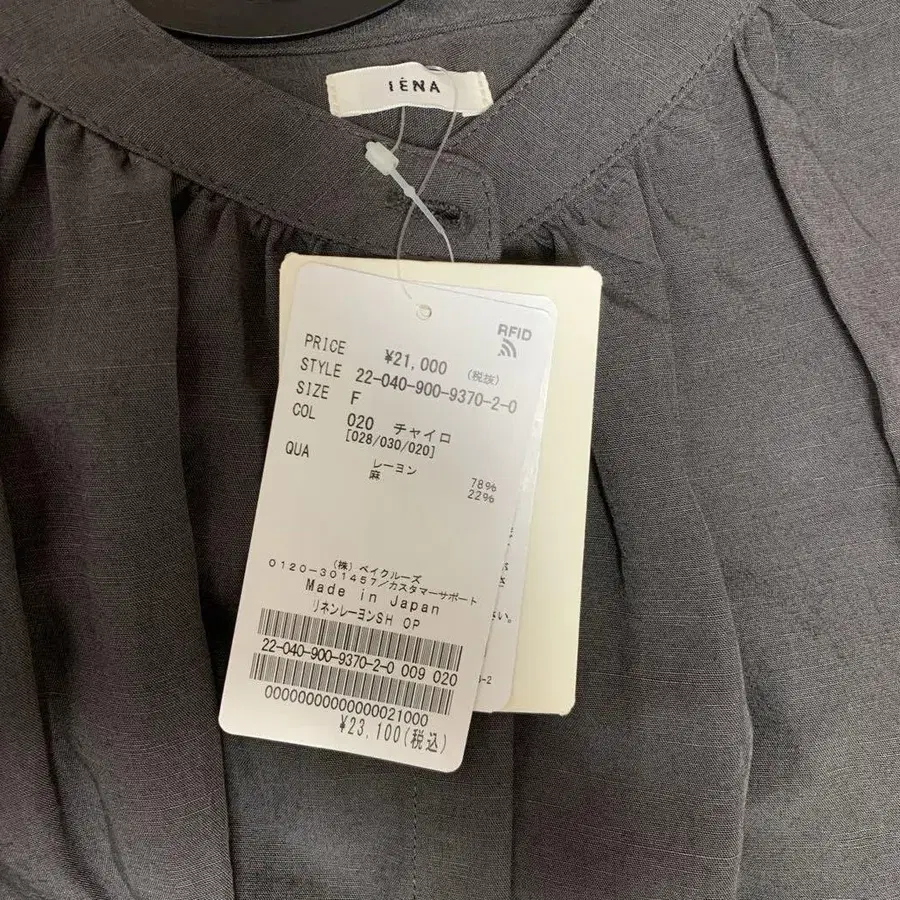 IÉNA
RFID
PRICE ¥21,000 (税抜)
STYLE 22-040-900-9370-2-0
SIZE F
COL 020 チャイロ
[028/030/020]
QUA レーヨン 78%
麻 22%
(株) ベイクルーズ
0120-301457/カスタマーサポート
Made in Japan
リネンレーヨンSH OP
22-040-900-9370-2-0 009 020
0000000000000000021000
¥23,100(税込)